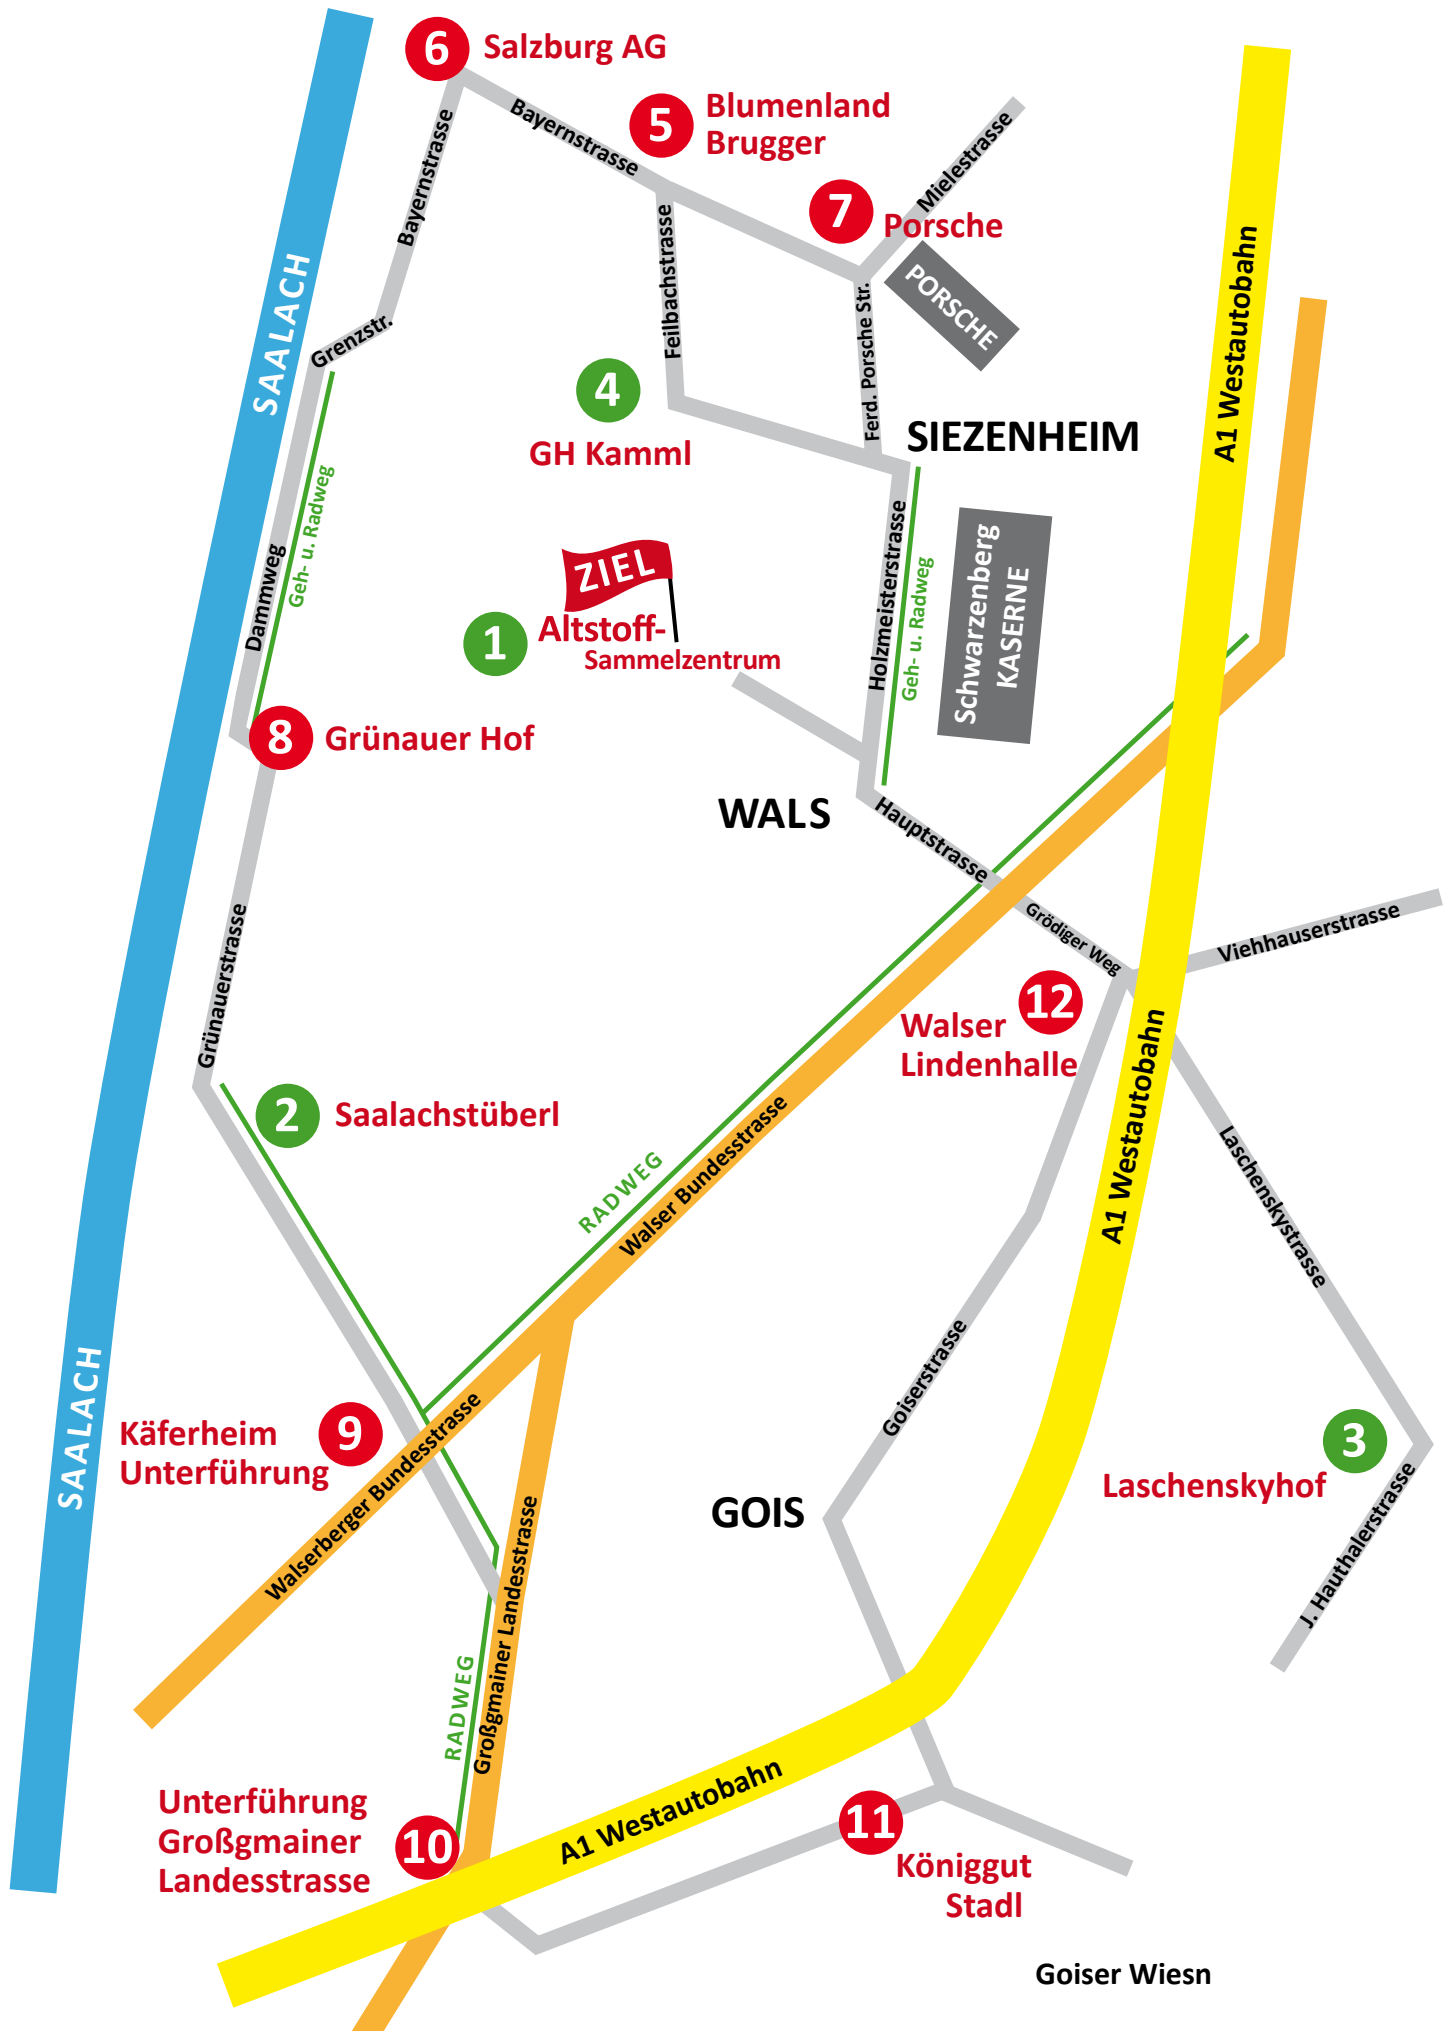 6
Salzburg AG
5
Blumenland
Brugger
Bayernstrasse
Bayernstrasse
Mielestrasse
7
Porsche
PORSCHE
SAALACH
Grenzstr.
Feilbachstrasse
Ferd. Porsche Str.
A1 Westautobahn
4
GH Kamml
SIEZENHEIM
Geh- u. Radweg
Dammweg
ZIEL
1
Altstoff-
Sammelzentrum
Holzmeisterstrasse
Geh- u. Radweg
Schwarzenberg
KASERNE
8
Grünauer Hof
WALS
Hauptstrasse
Grödiger Weg
Viehhauserstrasse
Grünauerstrasse
12
Walser
Lindenhalle
A1 Westautobahn
2
Saalachstüberl
RADWEG
Walser Bundesstrasse
Laschenskystrasse
Goiserstrasse
SAALACH
Käferheim
Unterführung
9
Walserberger Bundesstrasse
3
Laschenskyhof
J. Hauthalerstrasse
GOIS
Großgmainer Landesstrasse
RADWEG
Unterführung
Großgmainer
Landesstrasse
10
A1 Westautobahn
11
Königgut
Stadl
Goiser Wiesn